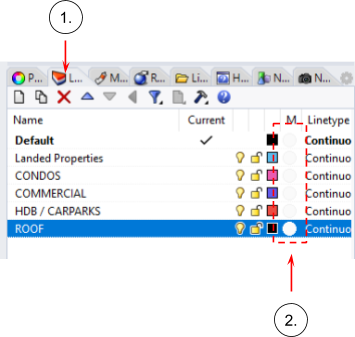 1.
P... L... M... R... Li... H... N... N...
Name Current M Linetype
Default Continuo
Landed Properties Continuo
CONDOS Continuo
COMMERCIAL Continuo
HDB / CARPARKS Continuo
ROOF Continuo
2.